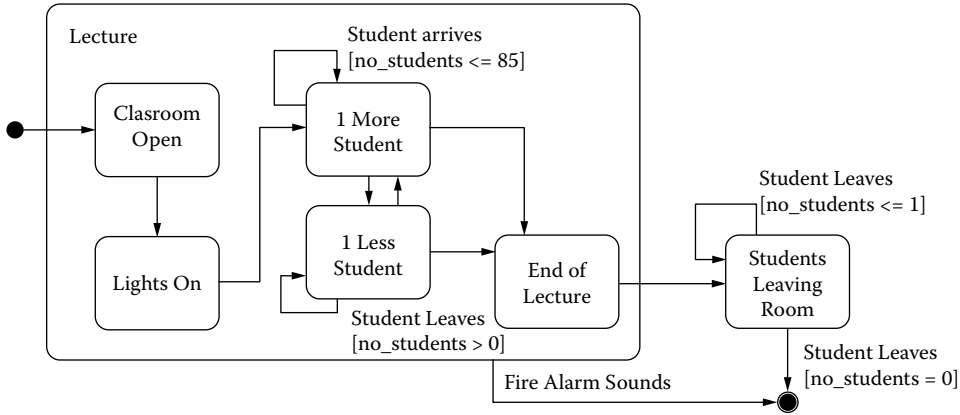 Lecture
Student arrives
[no_students <= 85]
Clasroom
Open
1 More
Student
Lights On
1 Less
Student
Student Leaves
[no_students > 0]
End of
Lecture
Student Leaves
[no_students <= 1]
Students
Leaving
Room
Student Leaves
[no_students = 0]
Fire Alarm Sounds